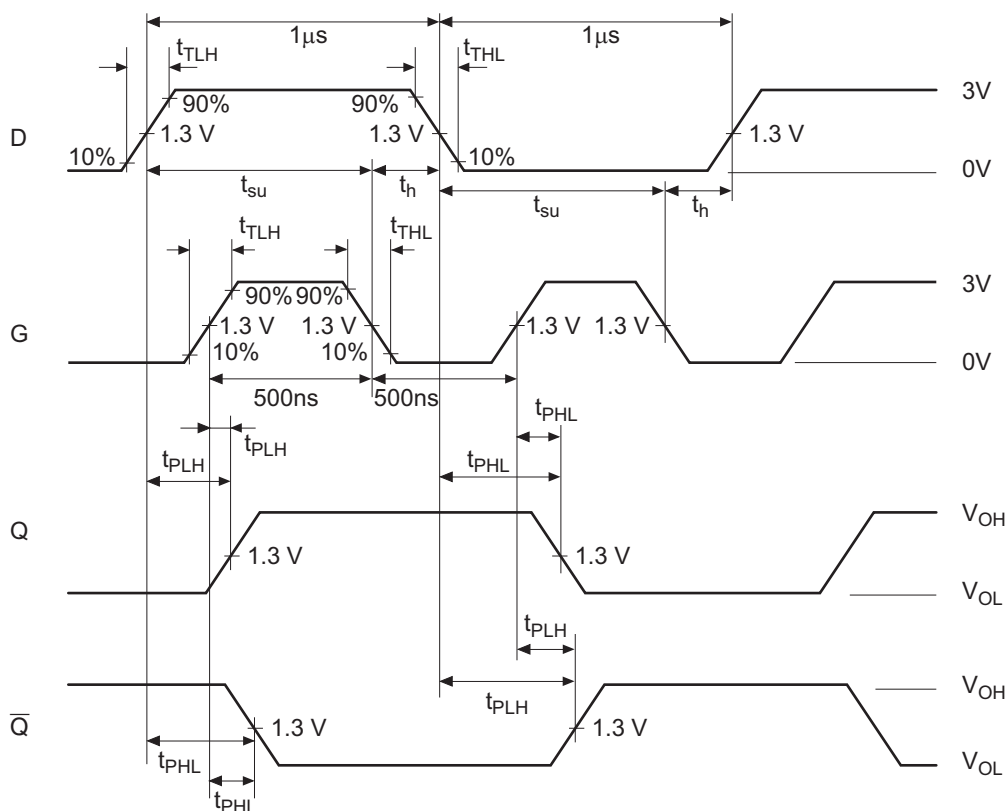 1μs 1μs
tTLH tTHL
90% 90% 3V
D 1.3 V 1.3 V 1.3 V
10% 10% 0V
tsu th tsu th
tTLH tTHL
90% 90% 3V
G 1.3 V 1.3 V 1.3 V 1.3 V
10% 10% 0V
500ns 500ns
tPHL
tPLH
tPLH tPHL
Q VOH
1.3 V 1.3 V
VOL
tPLH
tPLH VOH
Q̅ 1.3 V 1.3 V
tPHL VOL
tPHL